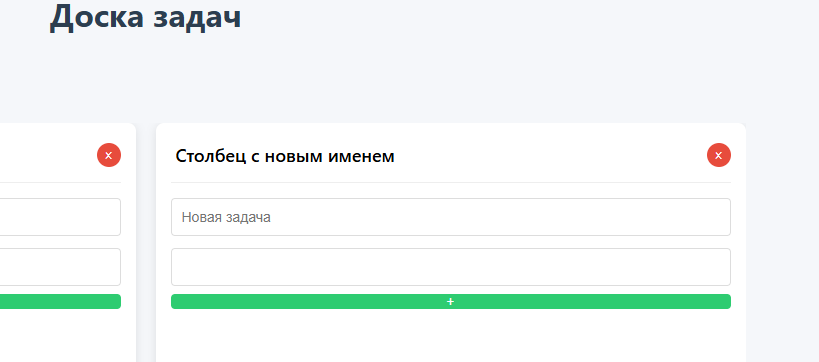 Доска задач
x
Столбец с новым именем
x
Новая задача
+